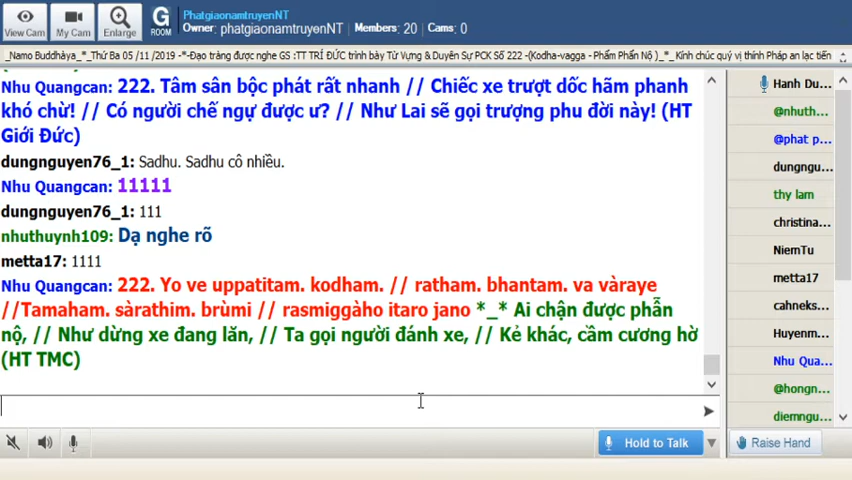 View Cam
My Cam
Enlarge
G
ROOM
PhatgiaonamtruyenNT
Owner: phatgiaonamtruyenNT Members: 20 Cams: 0
_Namo Buddhàya_*_Thứ Ba 05 /11 /2019 -*-Đạo tràng được nghe GS :TT TRÍ ĐỨC trình bày Từ Vựng & Duyên Sự PCK Số 222 -(Kodha-vagga - Phẩm Phẫn Nộ )_*_ Kính chúc quý vị thính Pháp an lạc tiến
Nhu Quangcan: 222. Tâm sân bộc phát rất nhanh // Chiếc xe trượt dốc hãm phanh
khó chừ! // Có người chế ngự được ư? // Như Lai sẽ gọi trượng phu đời này! (HT
Giới Đức)
dungnguyen76_1: Sadhu. Sadhu cô nhiều.
Nhu Quangcan: 11111
dungnguyen76_1: 111
nhuthuynh109: Dạ nghe rõ
metta17: 1111
Nhu Quangcan: 222. Yo ve uppatitam. kodham. // ratham. bhantam. va vàraye
//Tamaham. sàrathim. brùmi // rasmiggàho itaro jano *_* Ai chận được phẫn
nộ, // Như dừng xe đang lăn, // Ta gọi người đánh xe, // Kẻ khác, cầm cương hờ
(HT TMC)
Hanh Du...
@nhuth...
@phat p...
dungngu...
thy lam
christina...
NiemTu
metta17
cahneks...
Huyenm...
Nhu Qua...
@hongn...
diemngu...
Hold to Talk
Raise Hand